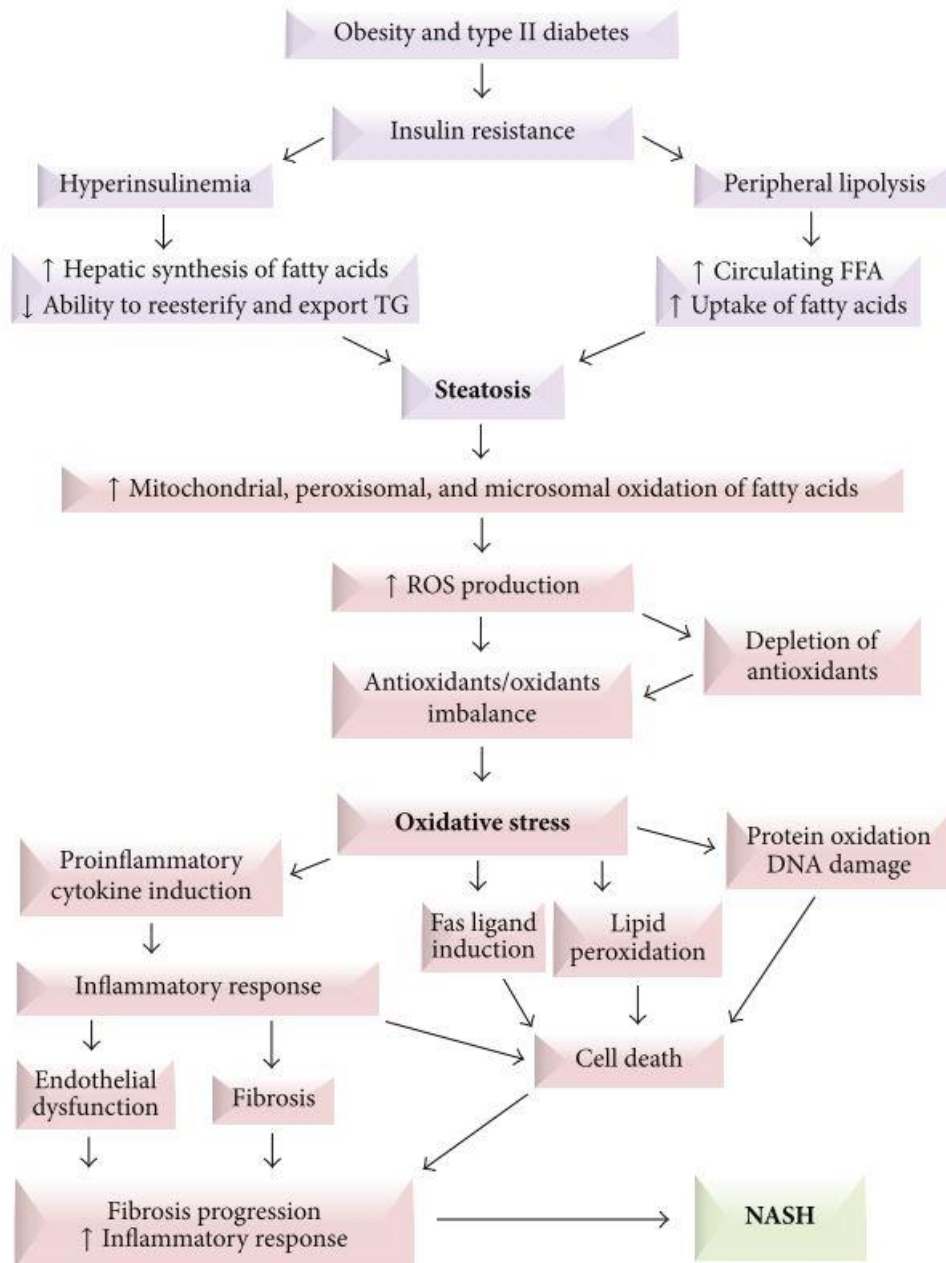 Obesity and type II diabetes
Insulin resistance
Hyperinsulinemia
Peripheral lipolysis
↑ Hepatic synthesis of fatty acids
↓ Ability to reesterify and export TG
↑ Circulating FFA
↑ Uptake of fatty acids
Steatosis
↑ Mitochondrial, peroxisomal, and microsomal oxidation of fatty acids
↑ ROS production
Depletion of
antioxidants
Antioxidants/oxidants
imbalance
Oxidative stress
Proinflammatory
cytokine induction
Protein oxidation
DNA damage
Fas ligand
induction
Lipid
peroxidation
Inflammatory response
Cell death
Endothelial
dysfunction
Fibrosis
Fibrosis progression
↑ Inflammatory response
NASH